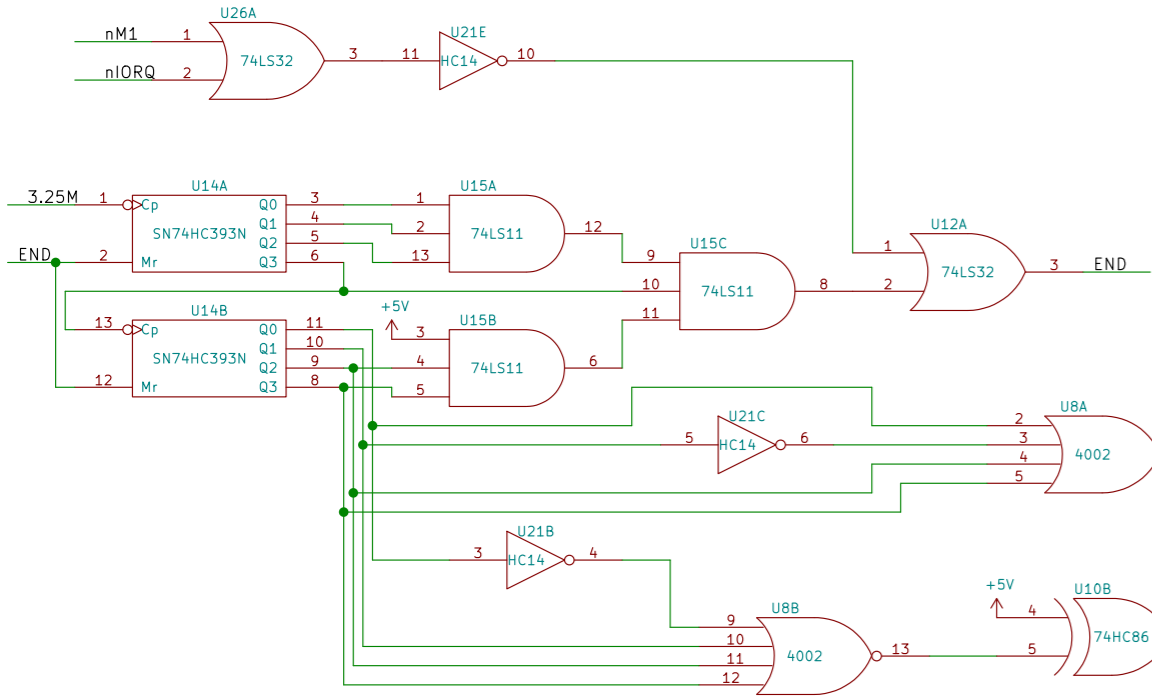 U26A
nM1 1
nIORQ 2
74LS32
3
U21E
11 HC14 10
3.25M 1
END 2
U14A
Cp
SN74HC393N
Mr
Q0 3
Q1 4
Q2 5
Q3 6
U15A
1
2
13
74LS11
12
U15C
9
10
11
74LS11
8
U12A
1
2
74LS32
3 END
U14B
13 Cp
SN74HC393N
12 Mr
Q0 11
Q1 10
Q2 9
Q3 8
+5V
U15B
3
4
5
74LS11
6
U21C
5 HC14 6
U8A
2
3
4
5
4002
U21B
3 HC14 4
U8B
9
10
11
12
4002
13
+5V
U10B
4
5
74HC86